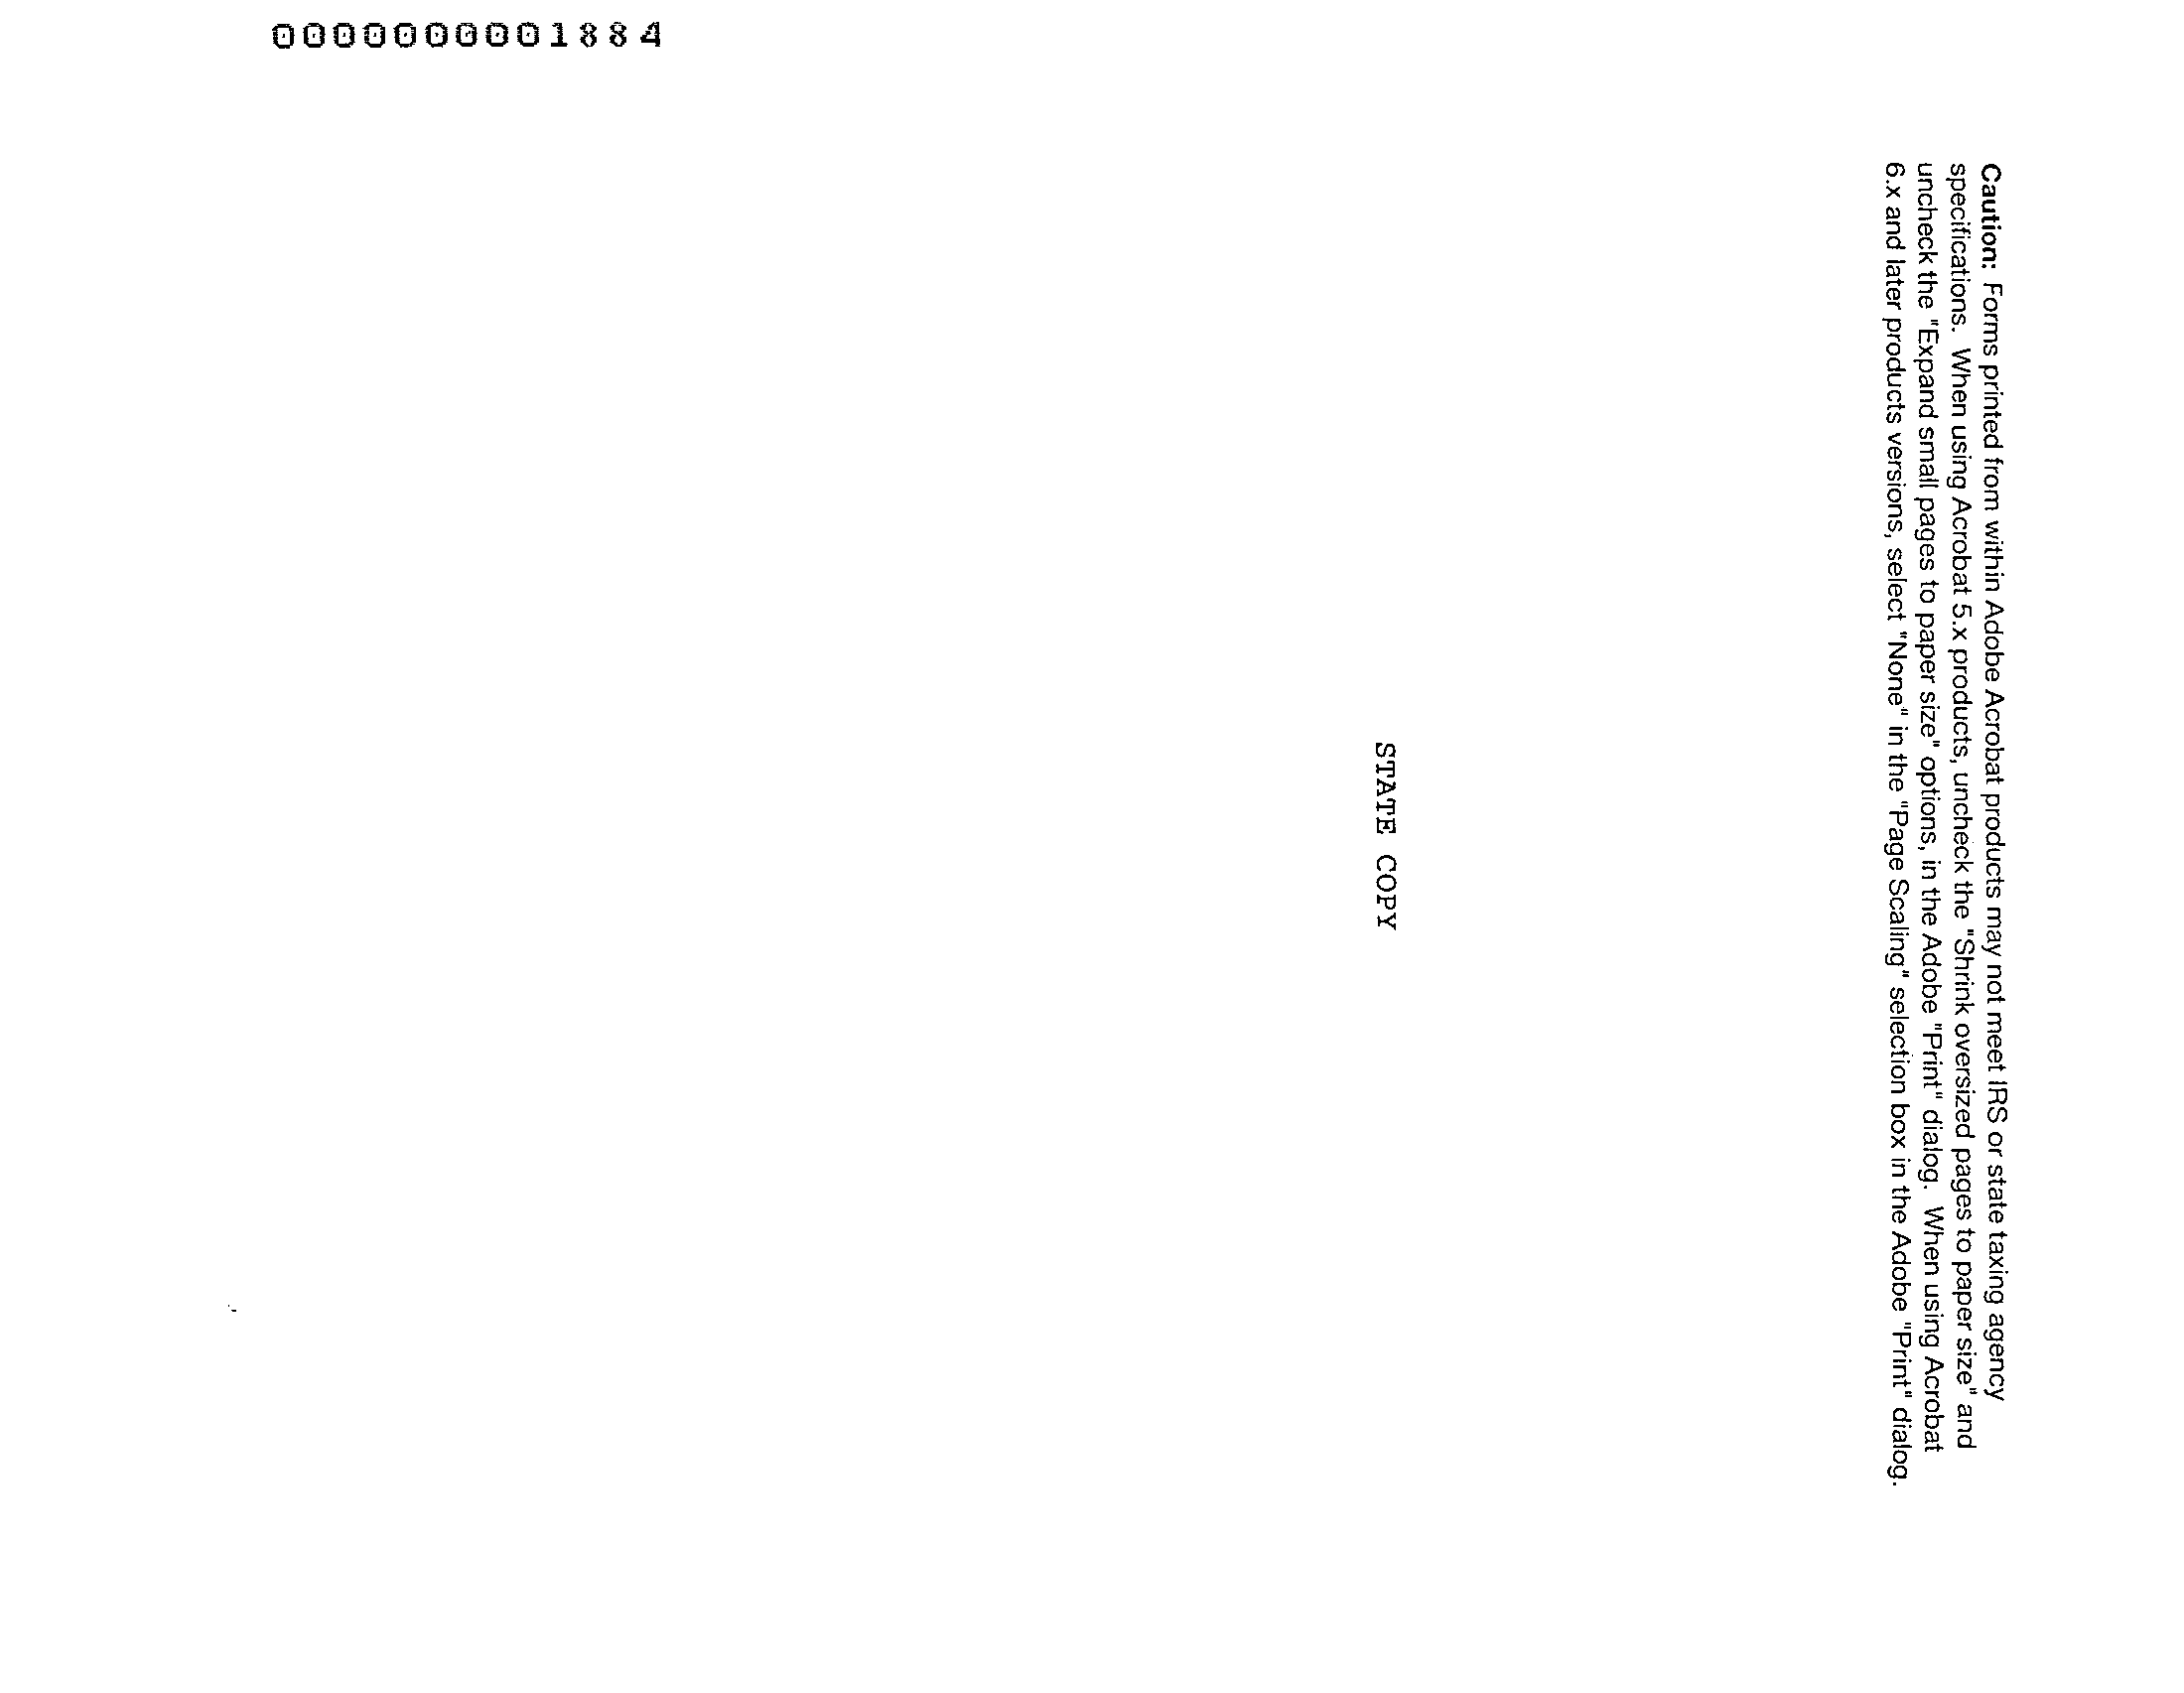 0000000001884
Caution: Forms printed from within Adobe Acrobat products may not meet IRS or state taxing agency
specifications. When using Acrobat 5.x products, uncheck the "Shrink oversized pages to paper size" and
uncheck the "Expand small pages to paper size" options, in the Adobe "Print" dialog. When using Acrobat
6.x and later products versions, select "None" in the "Page Scaling" selection box in the Adobe "Print" dialog.
STATE COPY